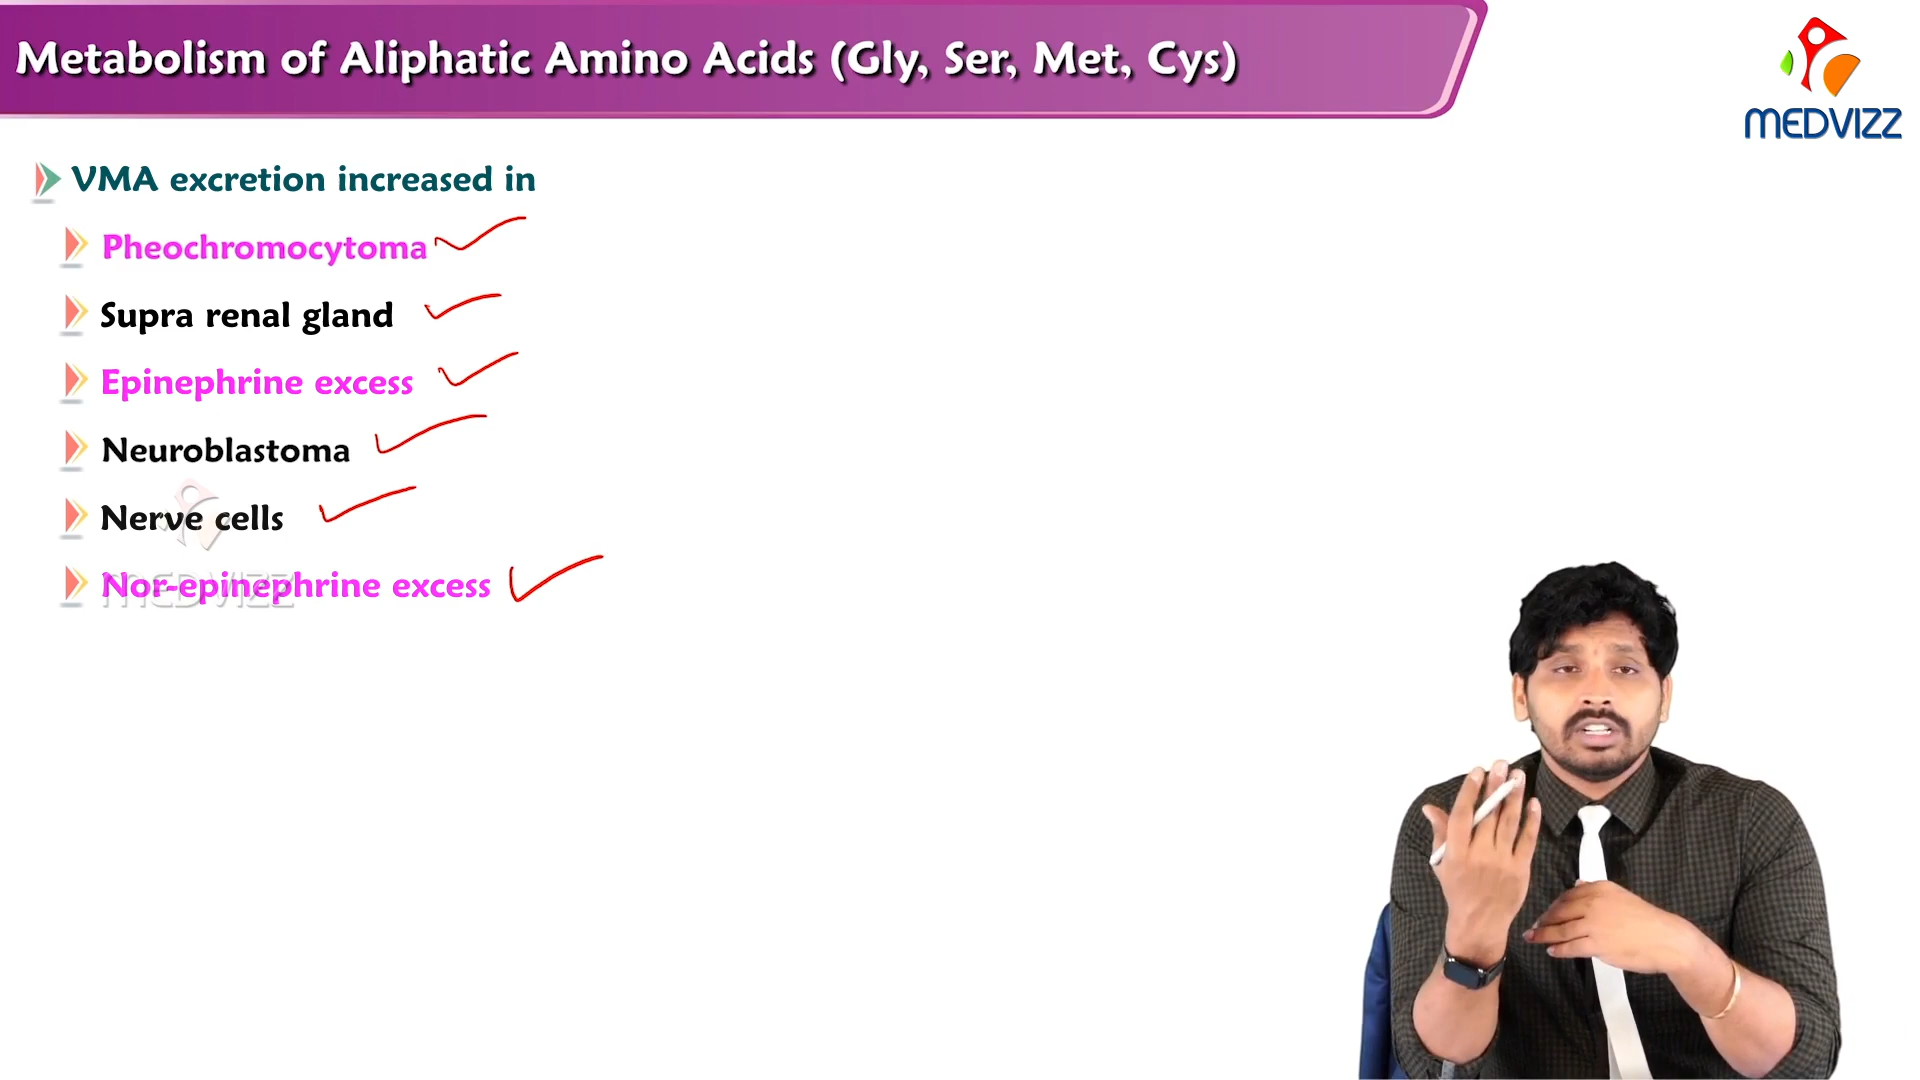 Metabolism of Aliphatic Amino Acids (Gly, Ser, Met, Cys)
MEDVIZZ
VMA excretion increased in
Pheochromocytoma
Supra renal gland
Epinephrine excess
Neuroblastoma
Nerve cells
Nor-epinephrine excess
MEDVIZZ